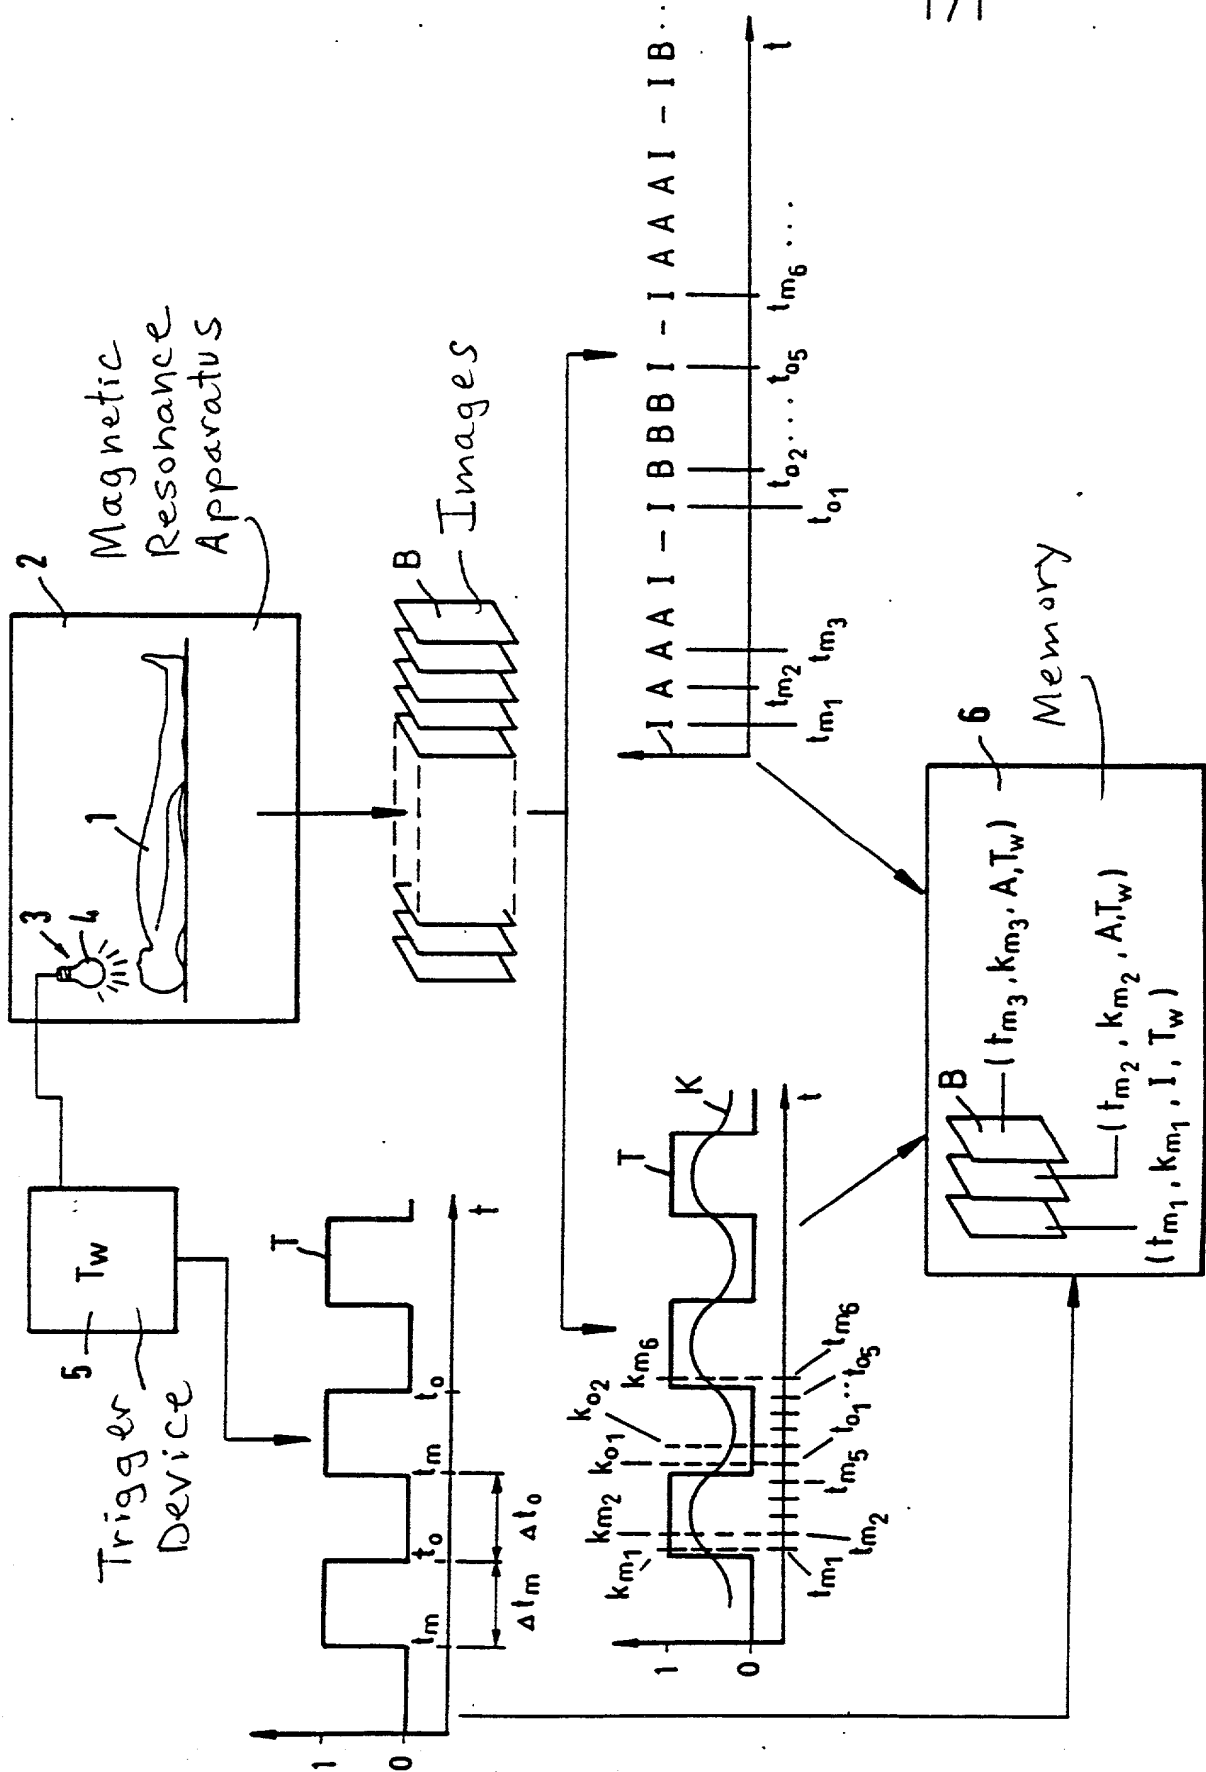 1/1
2
Magnetic
Resonance
Apparatus
3
4
1
Tw
5
Trigger
Device
B
Images
T
1
0
tm
to
tm
to
t
Δtm
Δto
I A A A I - I B B B B I - I A A A A I - I B . .
tm1
tm2
tm3
to1
to2....
to5
tm6 ...
t
km1
km2
ko1
ko2
km6
T
K
1
0
tm1
tm2
tm5
to1...to5
tm6
t
6
Memory
B
(tm3, km3, A, Tw)
(tm2, km2, A, Tw)
(tm1, km1, I, Tw)